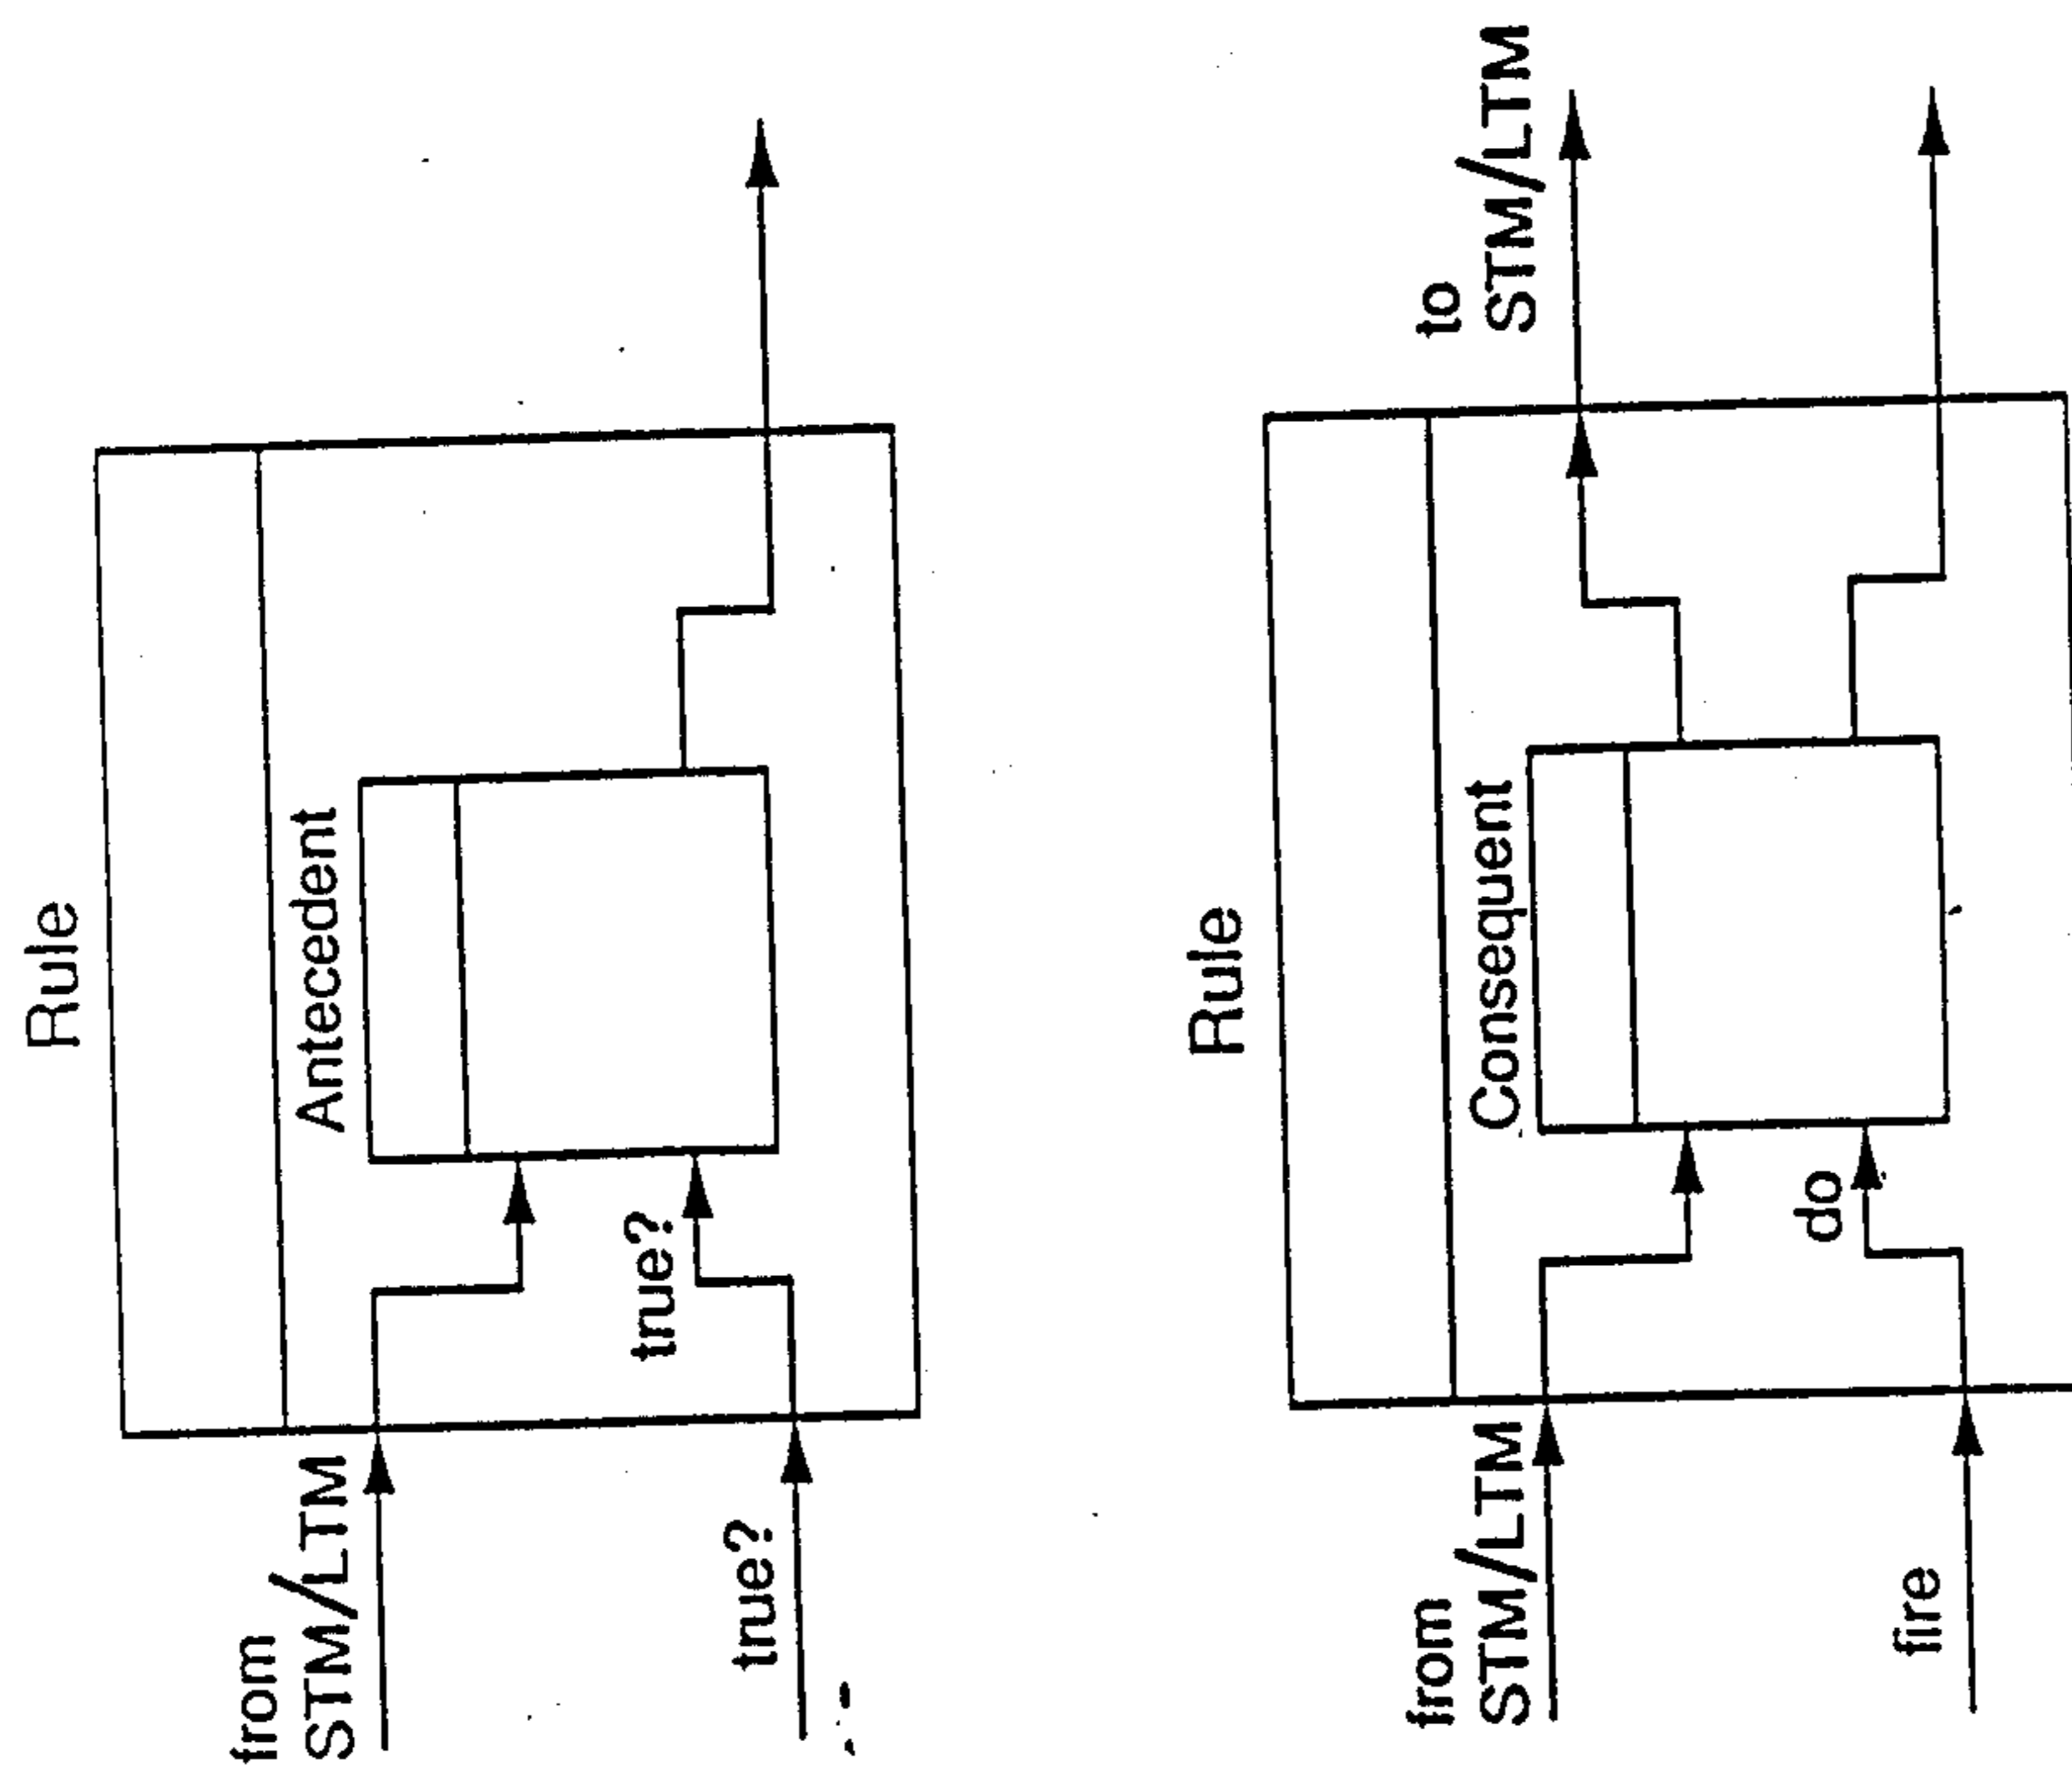 Rule
Antecedent
from
STM/LTM
true?
true?
Rule
to
STM/LTM
Consequent
from
STM/LTM
do
fire